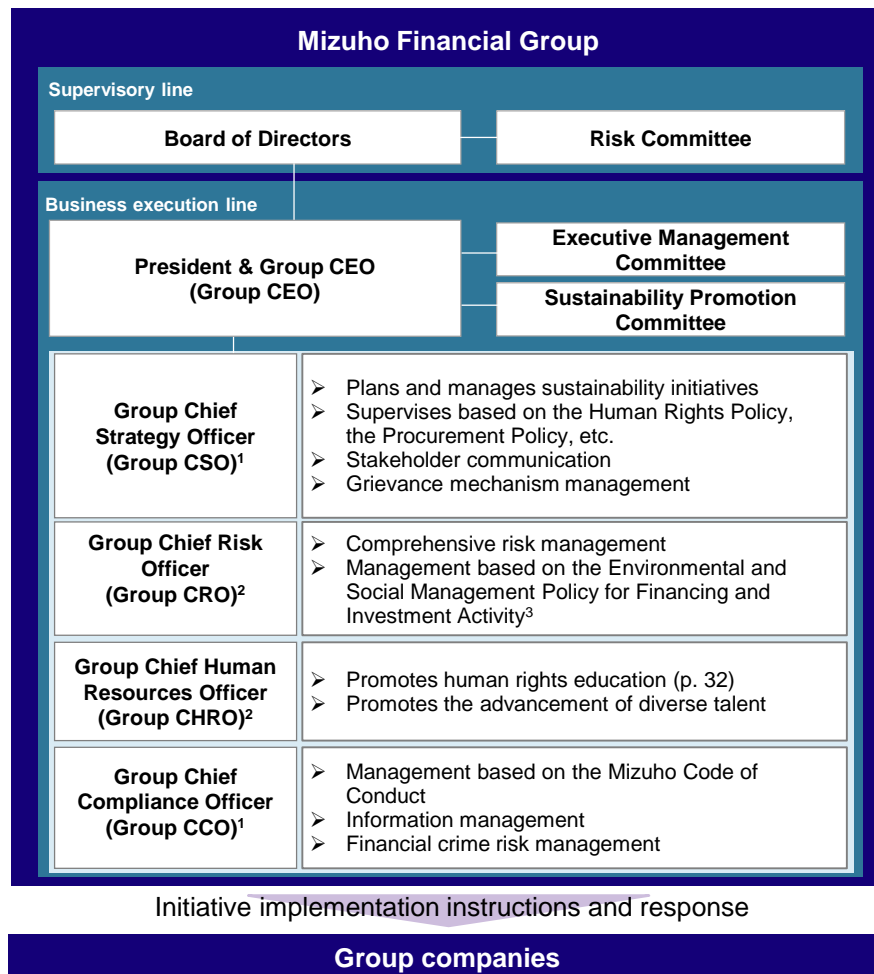 Mizuho Financial Group
Supervisory line
Board of Directors
Risk Committee
Business execution line
President & Group CEO
(Group CEO)
Executive Management
Committee
Sustainability Promotion
Committee
Group Chief
Strategy Officer
(Group CSO)¹
➢ Plans and manages sustainability initiatives
➢ Supervises based on the Human Rights Policy,
the Procurement Policy, etc.
➢ Stakeholder communication
➢ Grievance mechanism management
Group Chief Risk
Officer
(Group CRO)²
➢ Comprehensive risk management
➢ Management based on the Environmental and
Social Management Policy for Financing and
Investment Activity³
Group Chief Human
Resources Officer
(Group CHRO)²
➢ Promotes human rights education (p. 32)
➢ Promotes the advancement of diverse talent
Group Chief
Compliance Officer
(Group CCO)¹
➢ Management based on the Mizuho Code of
Conduct
➢ Information management
➢ Financial crime risk management
Initiative implementation instructions and response
Group companies